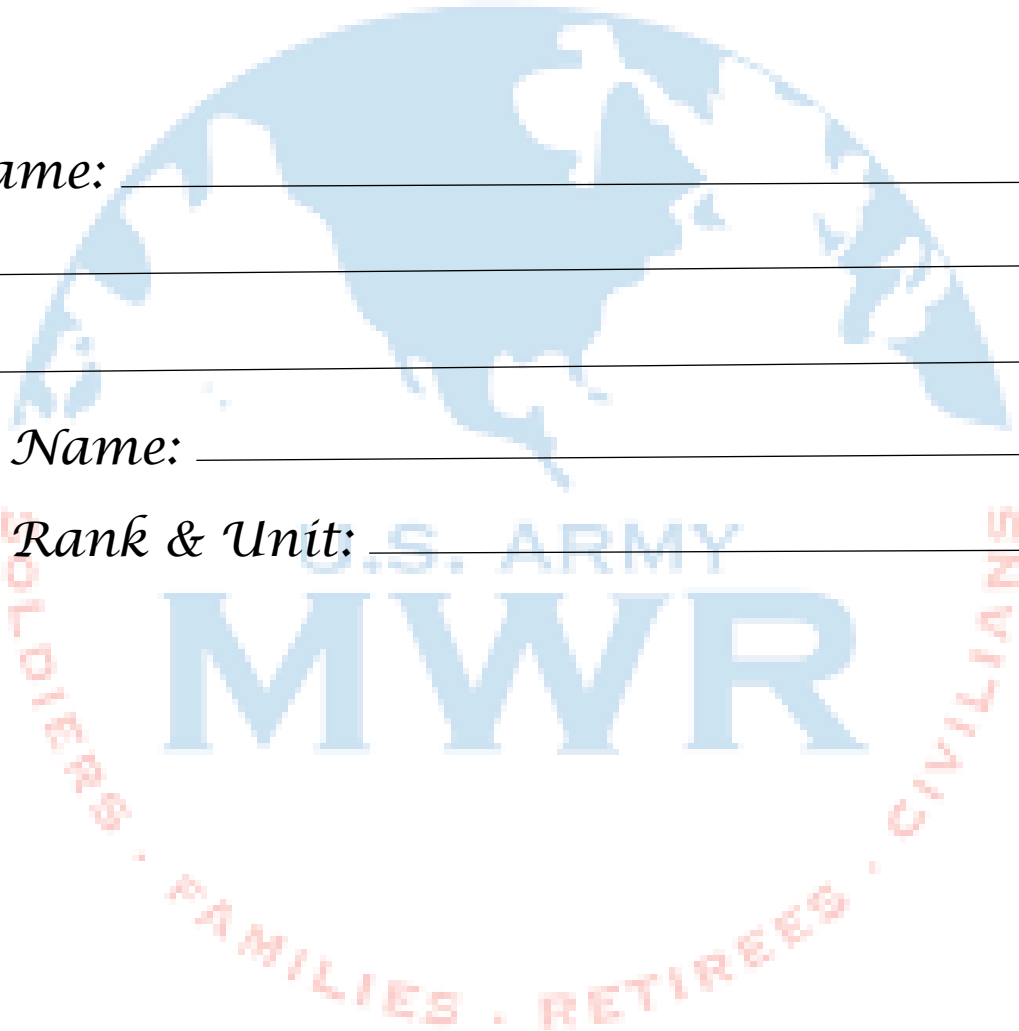 ame:
Name:
Rank & Unit:
U.S. ARMY
MWR
SOLDIERS · FAMILIES · RETIREES · CIVILIANS